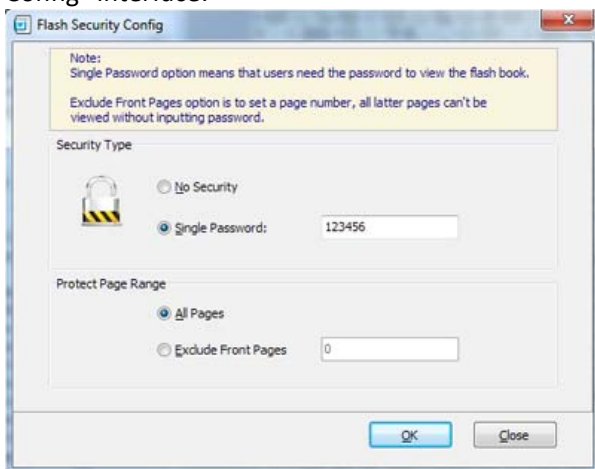 Flash Security Config
Note:
Single Password option means that users need the password to view the flash book.
Exclude Front Pages option is to set a page number, all latter pages can't be
viewed without inputting password.
Security Type
No Security
Single Password: 123456
Protect Page Range
All Pages
Exclude Front Pages 0
OK Close